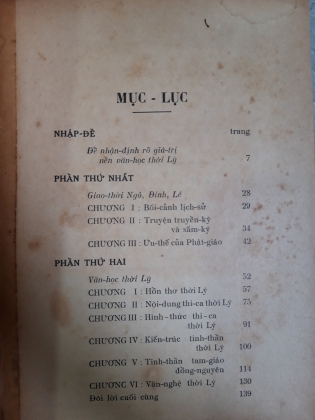 MỤC - LỤC
NHẬP-ĐỀ trang
Để nhận-định rõ giá-trị
nền văn-học thời Lý 7
PHẦN THỨ NHẤT
Giao-thời Ngô, Đinh, Lê 28
CHƯƠNG I : Bối-cảnh lịch-sử 29
CHƯƠNG II : Truyện truyền-kỳ
và sấm-ký 34
CHƯƠNG III : Ưu-thế của Phật-giáo 42
PHẦN THỨ HAI
Văn-học thời Lý 52
CHƯƠNG I : Hồn thơ thời Lý 57
CHƯƠNG II : Nội-dung thi-ca thời Lý 75
CHƯƠNG III : Hình-thức thi-ca
thời Lý 91
CHƯƠNG IV : Kiến-trúc tinh-thần
thời Lý 100
CHƯƠNG V : Tinh-thần tam-giáo
đồng-nguyên 114
CHƯƠNG VI : Văn-nghệ thời Lý 130
Đôi lời cuối cùng 139